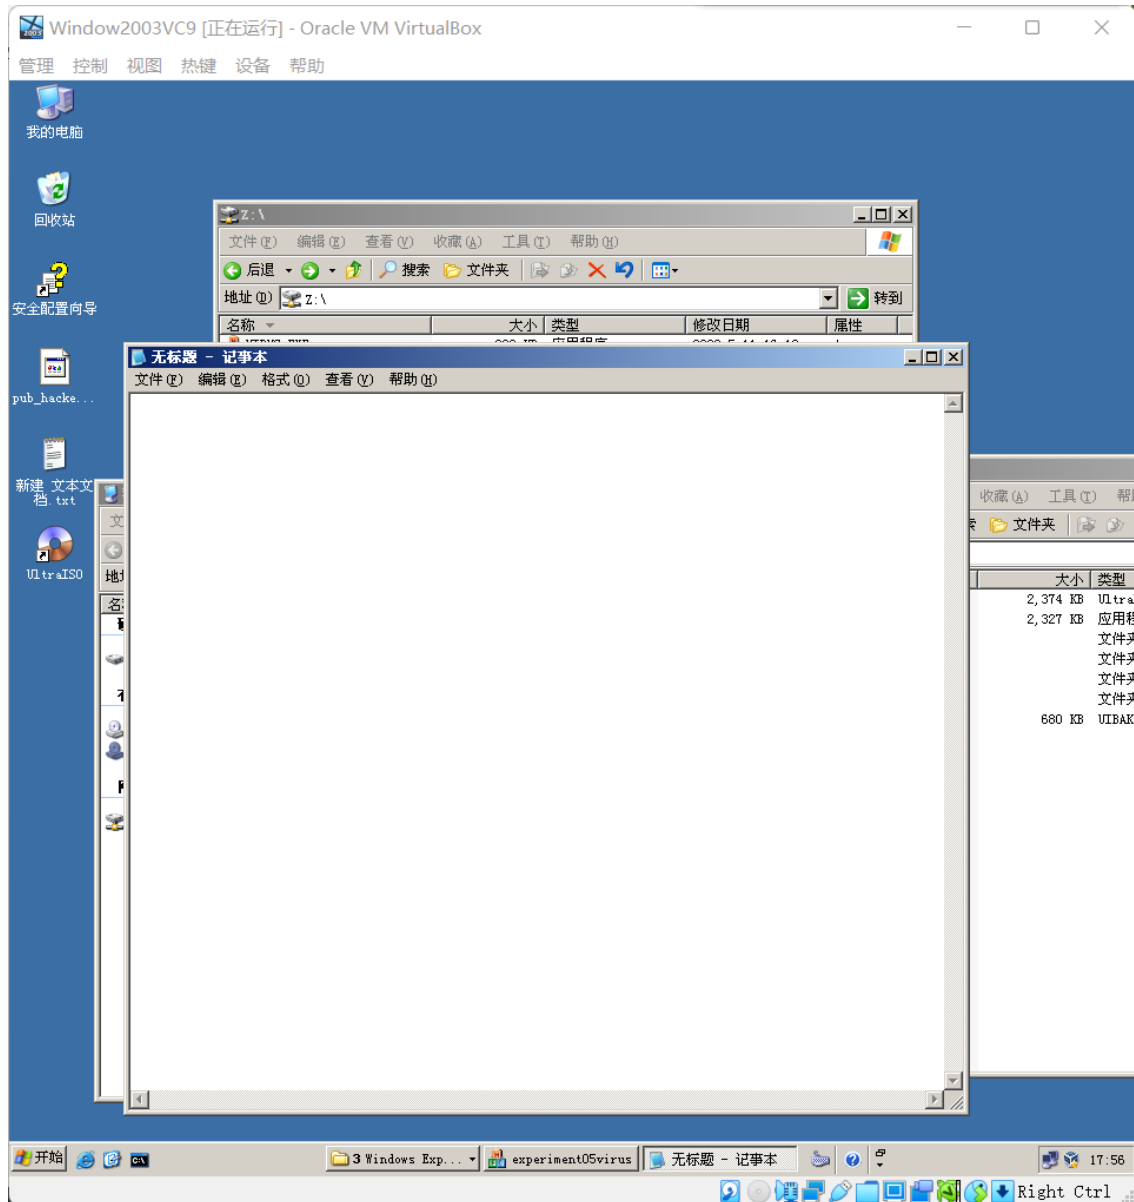 Window2003VC9 [正在运行] - Oracle VM VirtualBox
管理 控制 视图 热键 设备 帮助
我的电脑
回收站
安全配置向导
pub_hacke...
新建 文本文
档.txt
UltraISO
Z:\
文件(F) 编辑(E) 查看(V) 收藏(A) 工具(T) 帮助(H)
后退 搜索 文件夹
地址(D) Z:\ 转到
名称 大小 类型 修改日期 属性
无标题 - 记事本
文件(F) 编辑(E) 格式(O) 查看(V) 帮助(H)
收藏(A) 工具(T)
文件夹
大小 类型
2,374 KB Ultra
2,327 KB 应用程
文件夹
文件夹
文件夹
文件夹
680 KB UIBAK
开始 3 Windows Exp... experiment05virus 无标题 - 记事本 17:56
Right Ctrl